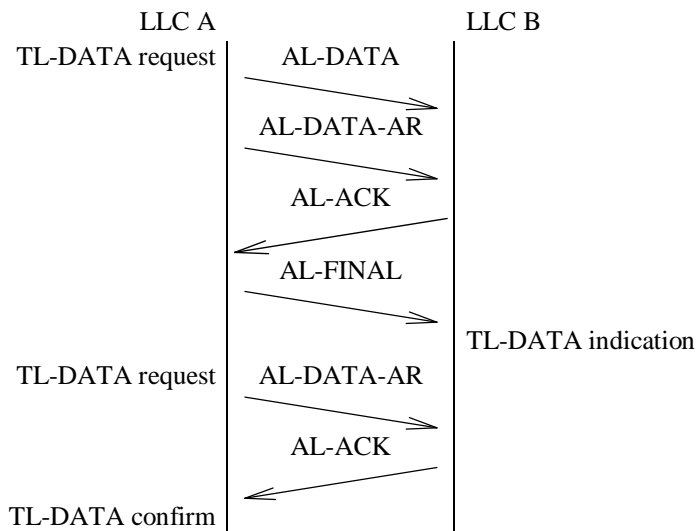 LLC A
LLC B
TL-DATA request
AL-DATA
AL-DATA-AR
AL-ACK
AL-FINAL
TL-DATA indication
TL-DATA request
AL-DATA-AR
AL-ACK
TL-DATA confirm